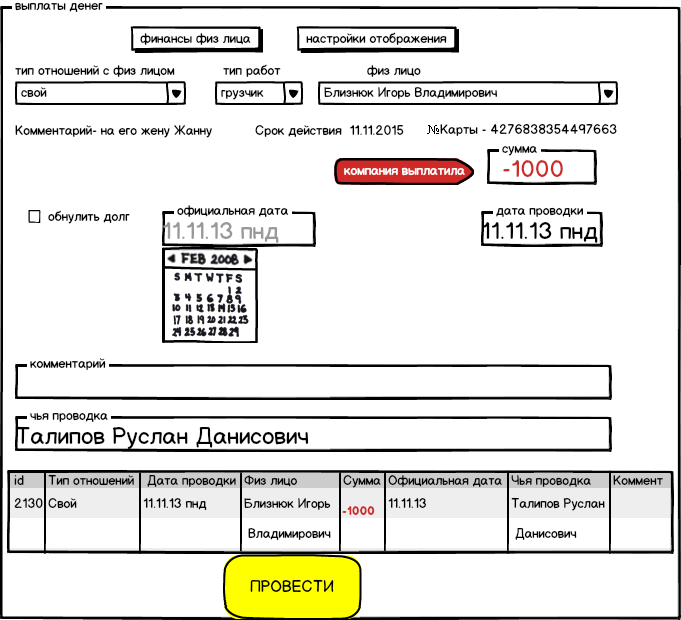 выплаты денег
финансы физ лица
настройки отображения
тип отношений с физ лицом
тип работ
физ лицо
свой
грузчик
Близнюк Игорь Владимирович
Комментарий- на его жену Жанну
Срок действия 11.11.2015
№Карты - 4276838354497663
сумма
компания выплатила
-1000
обнулить долг
официальная дата
дата проводки
11.11.13 пнд
11.11.13 пнд
FEB 2008
S M T W T F S
1 2
3 4 5 6 7 8 9
10 11 12 13 14 15 16
17 18 19 20 21 22 23
24 25 26 27 28 29
комментарий
чья проводка
Талипов Руслан Данисович
id Тип отношений Дата проводки Физ лицо Сумма Официальная дата Чья проводка Коммент
2130 Свой 11.11.13 пнд Близнюк Игорь -1000 11.11.13 Талипов Руслан
Владимирович Данисович
ПРОВЕСТИ